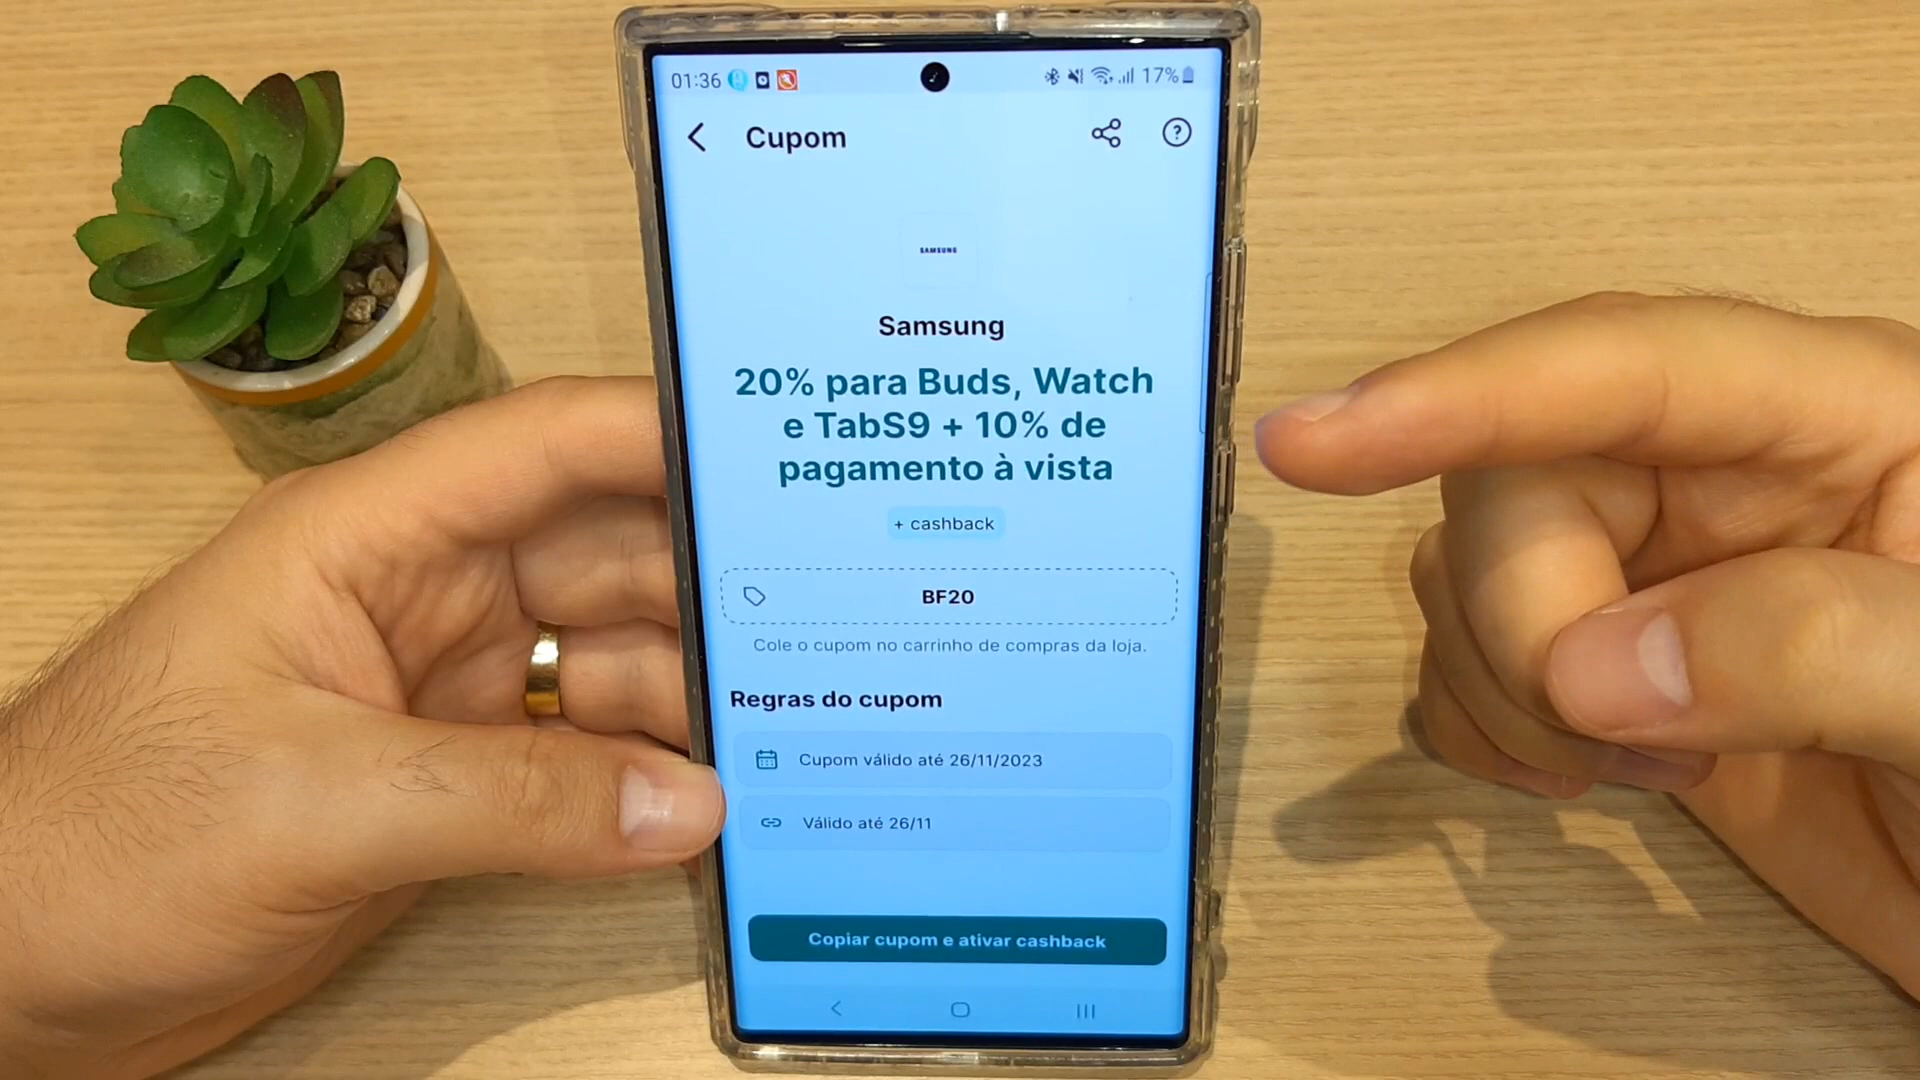 01:36
17%
Cupom
SAMSUNG
Samsung
20% para Buds, Watch
e TabS9 + 10% de
pagamento à vista
+ cashback
BF20
Cole o cupom no carrinho de compras da loja.
Regras do cupom
Cupom válido até 26/11/2023
Válido até 26/11
Copiar cupom e ativar cashback